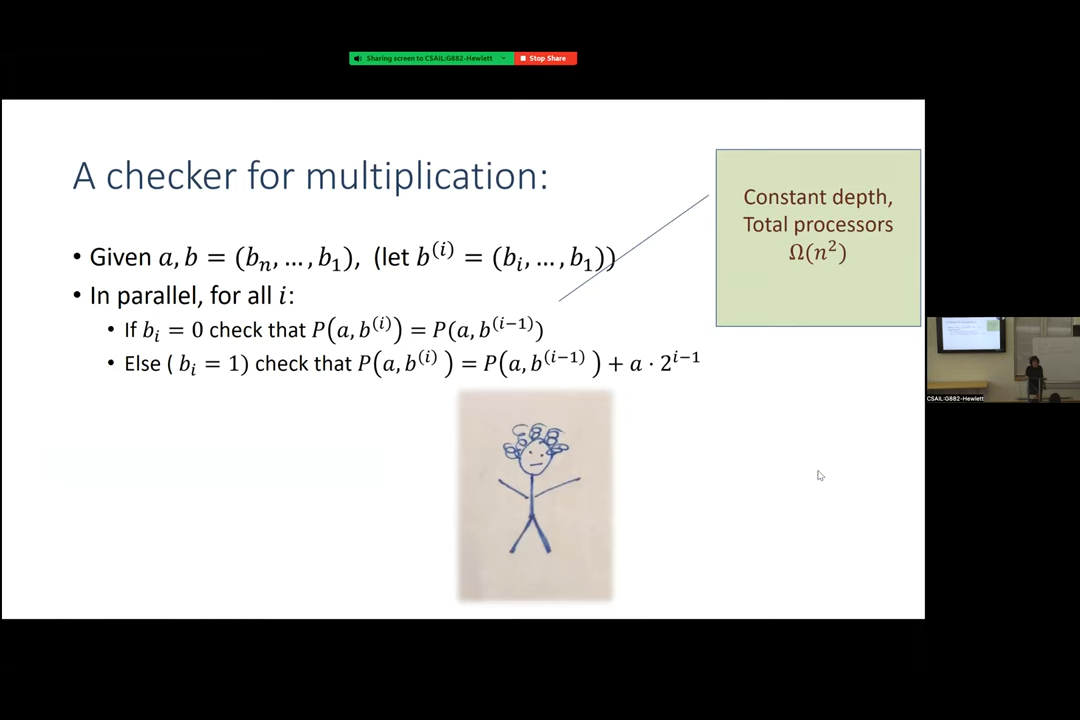 Sharing screen to CSAIL:G882-Hewlett
Stop Share
A checker for multiplication:
• Given a, b = (bₙ, …, b₁), (let b⁽ⁱ⁾ = (bᵢ, …, b₁))
• In parallel, for all i:
• If bᵢ = 0 check that P(a, b⁽ⁱ⁾) = P(a, b⁽ⁱ⁻¹⁾)
• Else ( bᵢ = 1) check that P(a, b⁽ⁱ⁾ ) = P(a, b⁽ⁱ⁻¹⁾ ) + a · 2ⁱ⁻¹
Constant depth,
Total processors
Ω(n²)
CSAIL:G882-Hewlett